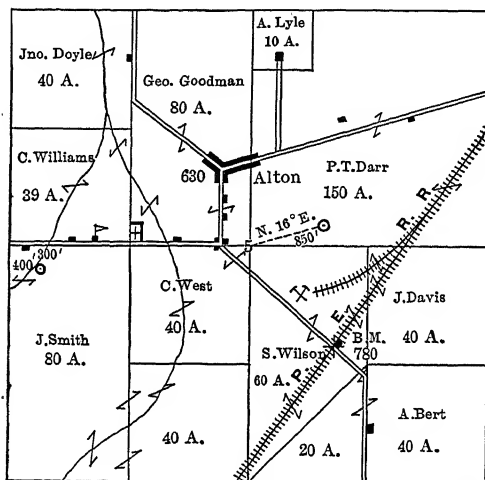 A. Lyle
10 A.
Jno. Doyle
40 A.
Geo. Goodman
80 A.
C. Williams
39 A.
630
Alton
P.T. Darr
150 A.
N. 16° E.
850'
300'
400'
R. R.
C. West
40 A.
J. Davis
40 A.
J. Smith
80 A.
S. Wilson
60 A.
B.M.
780
P. E.
40 A.
20 A.
A. Bert
40 A.